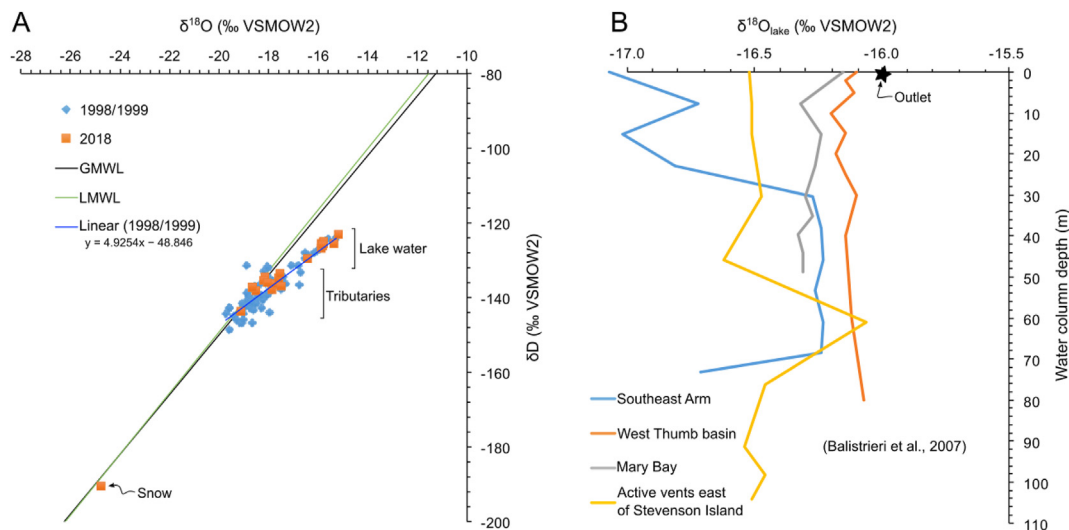 A
δ¹⁸O (‰ VSMOW2)
-26 -24 -22 -20 -18 -16 -14 -12 -10
-80
-100
-120
-140
-160
-180
-200
δD (‰ VSMOW2)
1998/1999
2018
GMWL
LMWL
Linear (1998/1999)
y = 4.9254x − 48.846
Lake water
Tributaries
Snow
B
δ¹⁸Olake (‰ VSMOW2)
-17.0 -16.5 -16.0 -15.5
0
10
20
30
40
50
60
70
80
90
100
110
Water column depth (m)
Outlet
Southeast Arm
West Thumb basin
Mary Bay
Active vents east
of Stevenson Island
(Balistrieri et al., 2007)